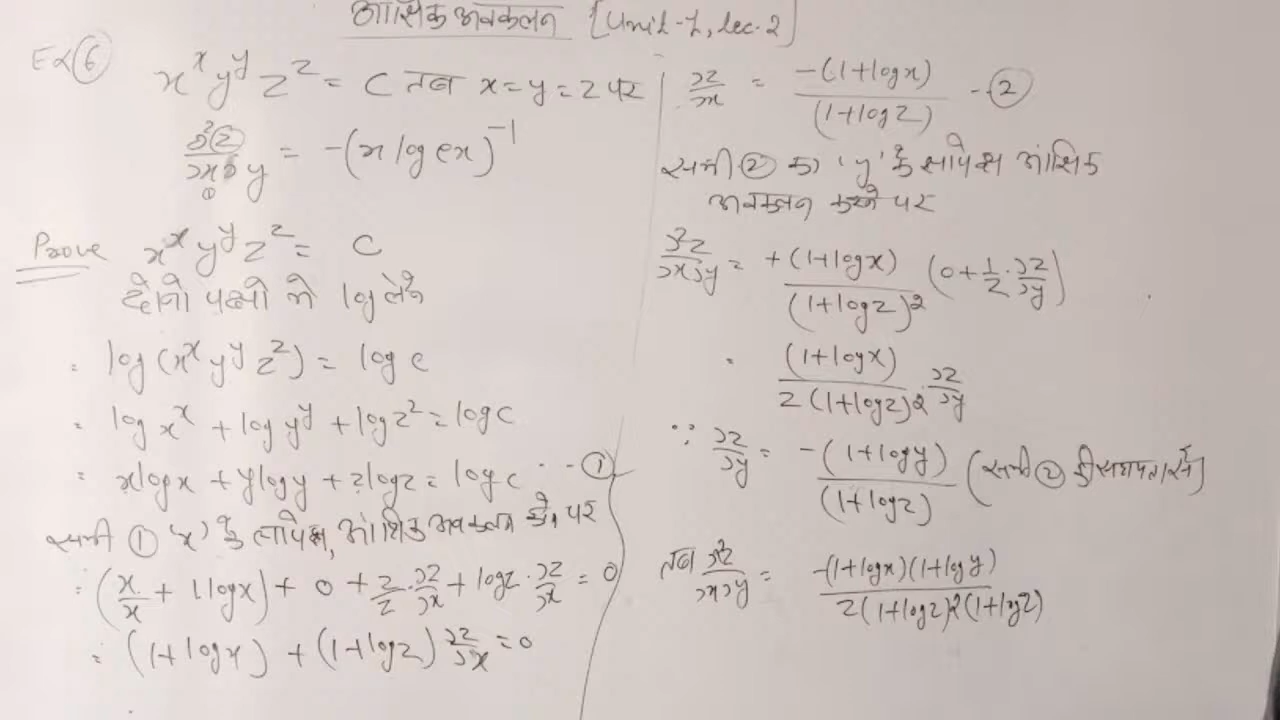 आंशिक अवकलन [Unit-1, Lec.2]
Ex ⑥ x^x y^y z^z = C तब x=y=z पर
∂²z/∂x∂y = -(x log ex)^-1
Prove x^x y^y z^z = C
दोनो पक्षो मे log लेने
= log(x^x y^y z^z) = log c
= log x^x + log y^y + log z^z = log c
= x log x + y log y + z log z = log c --①
समी ① 'x' के सापेक्ष, आंशिक अवकलन करने पर
= (x/x + 1.log x) + 0 + z/z.∂z/∂x + log z.∂z/∂x = 0
= (1+log x) + (1+log z) ∂z/∂x = 0
∂z/∂x = -(1+log x)/(1+log z) -②
समी ② का 'y' के सापेक्ष आंशिक
अवकलन करने पर
∂²z/∂x∂y = +(1+log x)/(1+log z)² (0+1/z.∂z/∂y)
= (1+log x)/z(1+log z)² . ∂z/∂y
∵ ∂z/∂y = -(1+log y)/(1+log z) (समी ② की सहायता से)
तब ∂²z/∂x∂y = -(1+log x)(1+log y)/z(1+log z)²(1+log z)